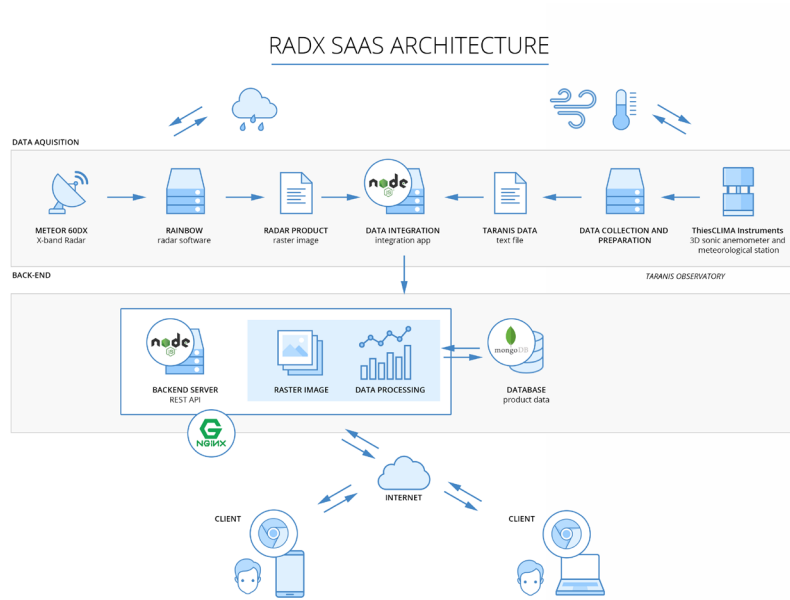 RADX SAAS ARCHITECTURE
DATA AQUISITION
node
JS
METEOR 60DX
X-band Radar
RAINBOW
radar software
RADAR PRODUCT
raster image
DATA INTEGRATION
integration app
TARANIS DATA
text file
DATA COLLECTION AND
PREPARATION
ThiesCLIMA Instruments
3D sonic anemometer and
meteorological station
BACK-END
TARANIS OBSERVATORY
node
JS
mongoDB
BACKEND SERVER
REST API
RASTER IMAGE
DATA PROCESSING
DATABASE
product data
G
NGINX
INTERNET
CLIENT
CLIENT